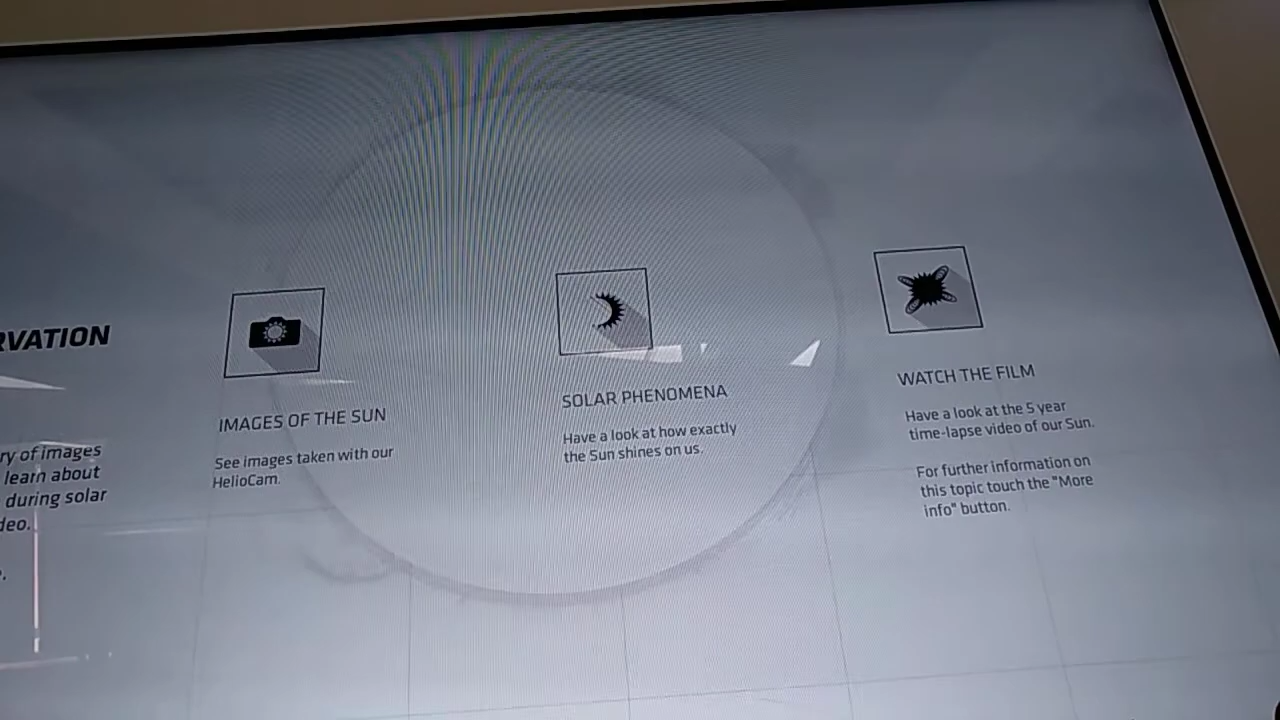 RVATION
ry of images
learn about
during solar
deo.
IMAGES OF THE SUN
See images taken with our
HelioCam.
SOLAR PHENOMENA
Have a look at how exactly
the Sun shines on us.
WATCH THE FILM
Have a look at the 5 year
time-lapse video of our Sun.
For further information on
this topic touch the "More
info" button.